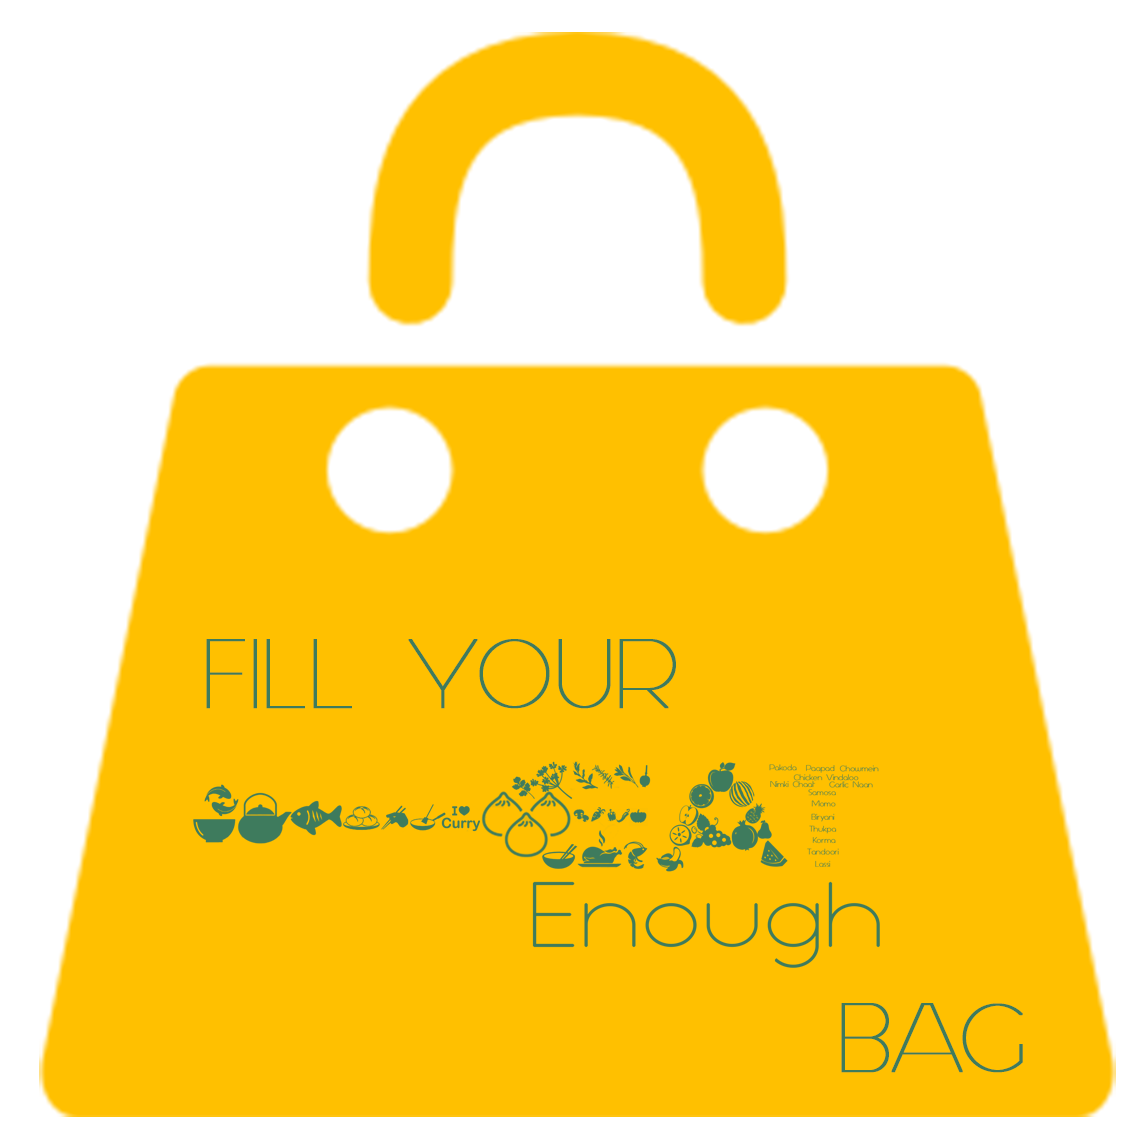 FILL YOUR
I
Curry
Pakoda Paapad Chowmein
Chicken Vindaloo
Nimki Chaat Garlic Naan
Samosa
Momo
Biryani
Thukpa
Korma
Tandoori
Enough
BAG